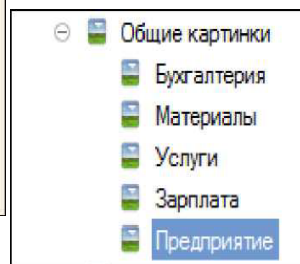 Общие картинки
Бухгалтерия
Материалы
Услуги
Зарплата
Предприятие